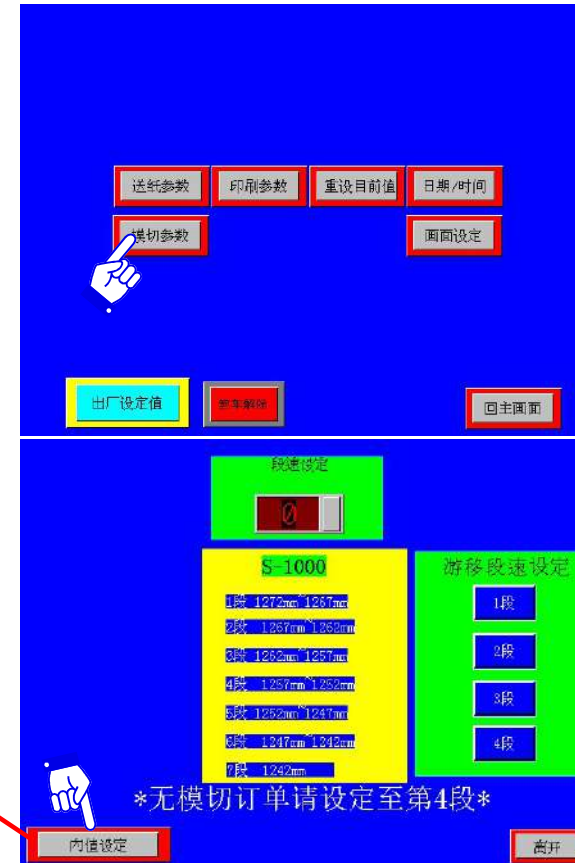 送纸参数 印刷参数 重设目前值 日期/时间
模切参数 画面设定
出厂设定值 回主画面
段速设定
0
S-1000 游移段速设定
1段 1272mm~1267mm
1段
2段 1267mm~1262mm
2段
3段 1262mm~1257mm
4段 1257mm~1252mm
3段
5段 1252mm~1247mm
6段 1247mm~1242mm
4段
7段 1242mm
*无模切订单请设定至第4段*
内值设定 离开